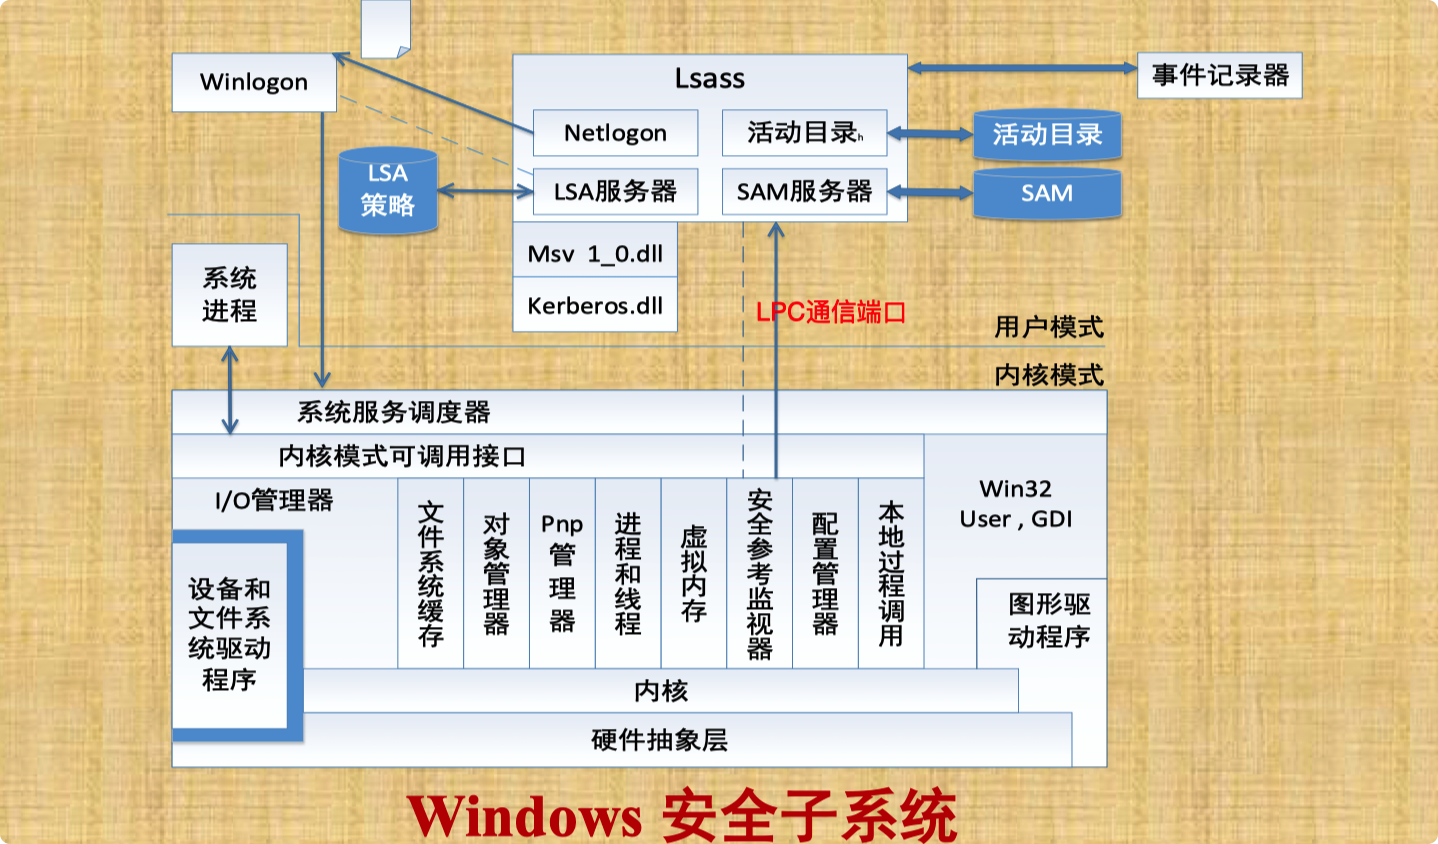 Winlogon
Lsass
事件记录器
Netlogon
活动目录h
活动目录
LSA
策略
LSA服务器
SAM服务器
SAM
Msv 1_0.dll
Kerberos.dll
系统
进程
LPC通信端口
用户模式
内核模式
系统服务调度器
内核模式可调用接口
I/O管理器
文件系统缓存
对象管理器
Pnp
管
理
器
进程和线程
虚拟内存
安全参考监视器
配置管理器
本地过程调用
Win32
User , GDI
设备和
文件系
统驱动
程序
图形驱
动程序
内核
硬件抽象层
Windows 安全子系统